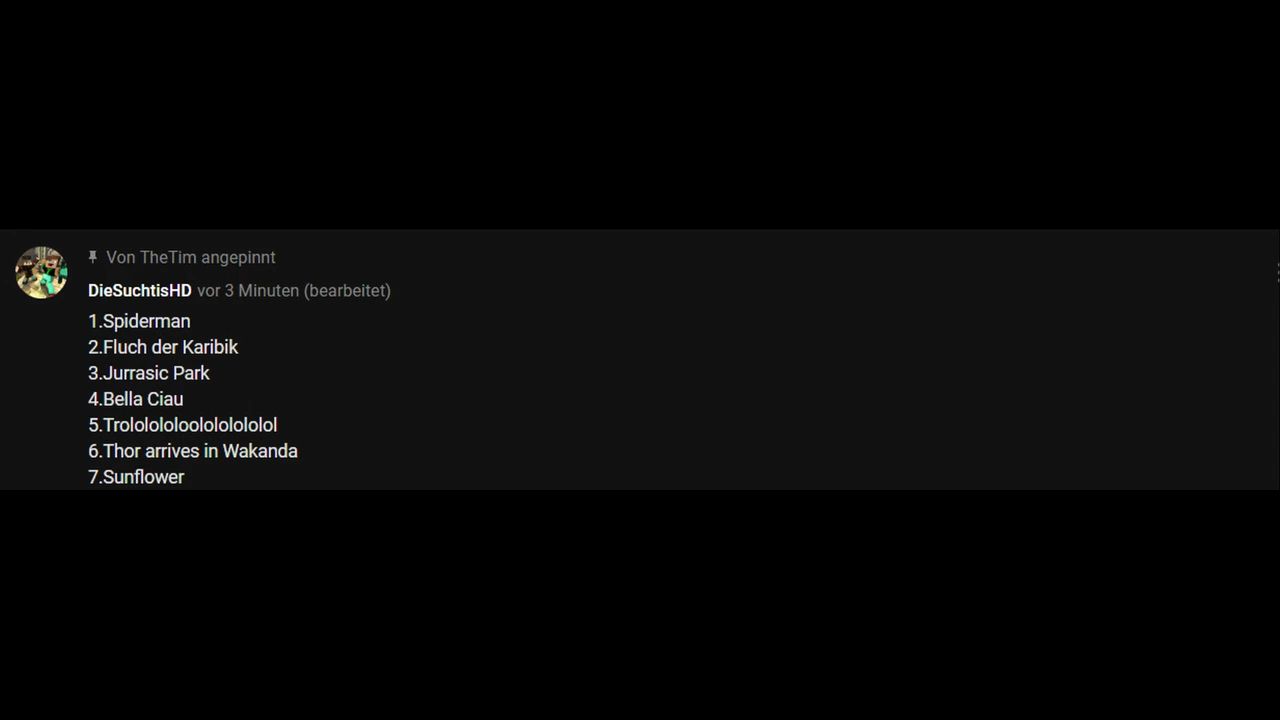 Von TheTim angepinnt
DieSuchtisHD vor 3 Minuten (bearbeitet)
1.Spiderman
2.Fluch der Karibik
3.Jurrasic Park
4.Bella Ciau
5.Trololololoololololololol
6.Thor arrives in Wakanda
7.Sunflower